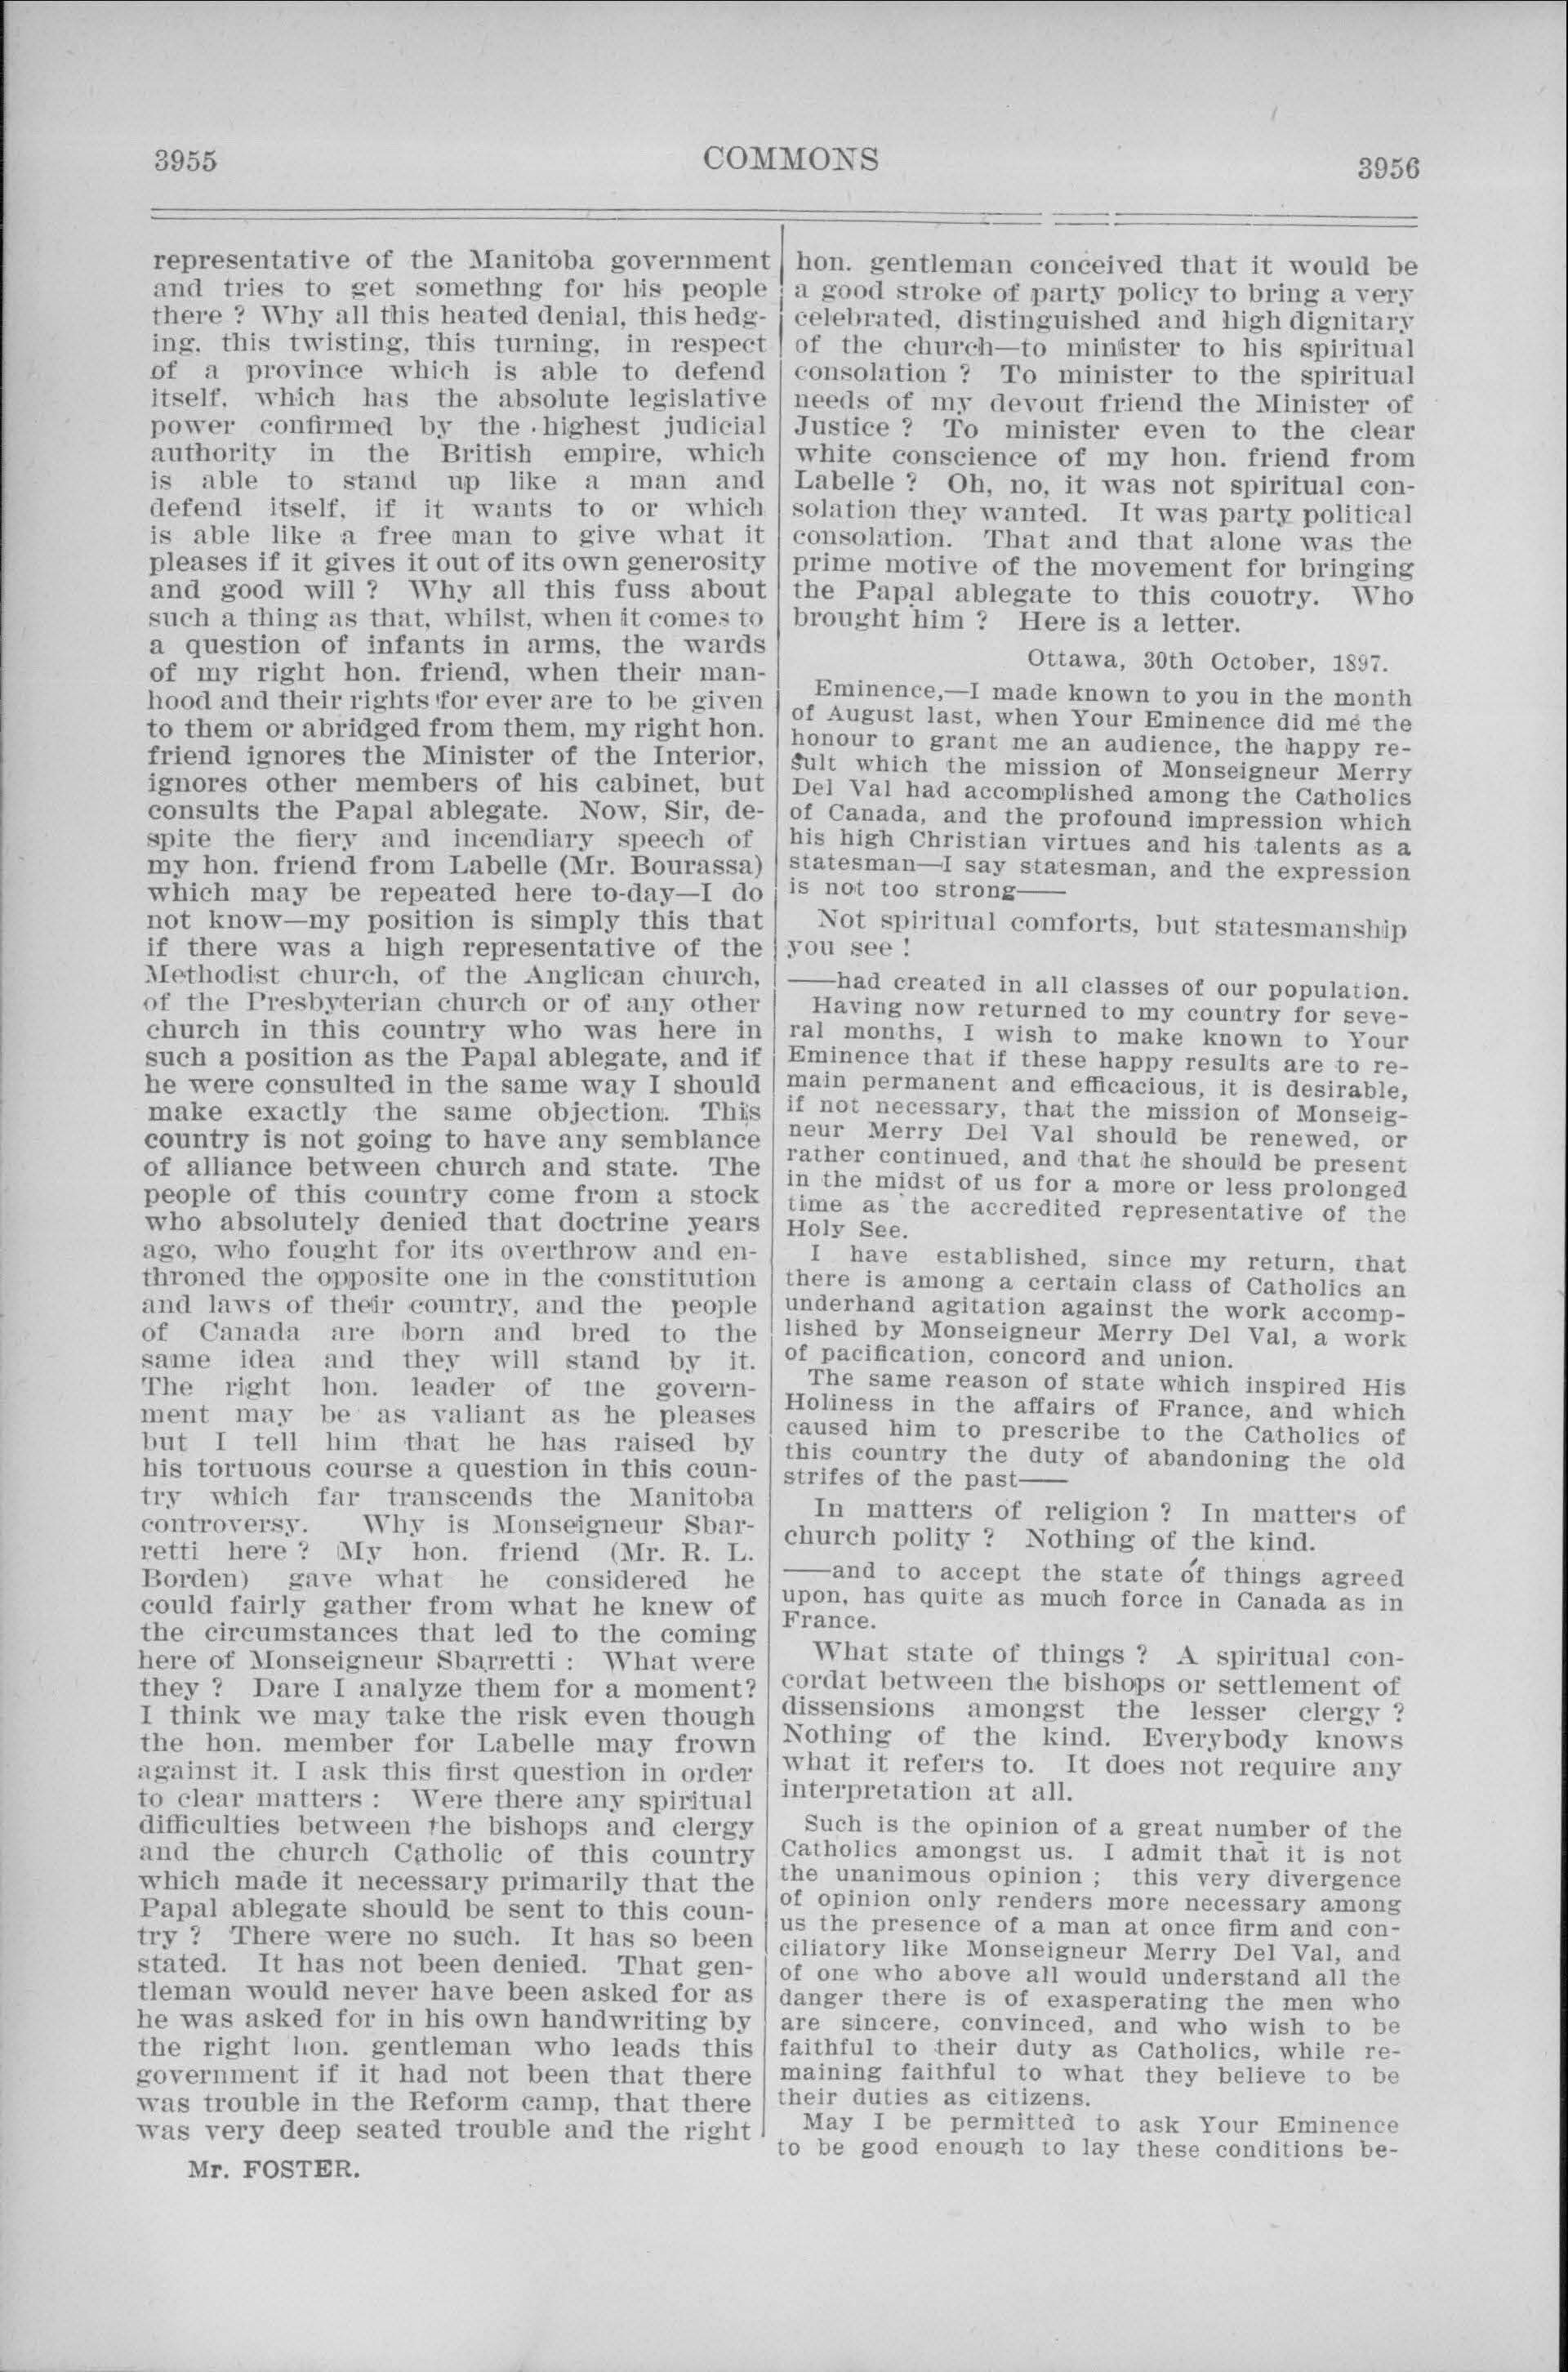 3955
COMMONS
3956
representative of the Manitoba government
and tries to get somethng for his people
there ? Why all this heated denial, this hedg-
ing, this twisting, this turning, in respect
of a province which is able to defend
itself, which has the absolute legislative
power confirmed by the highest judicial
authority in the British empire, which
is able to stand up like a man and
defend itself, if it wants to or which
is able like a free man to give what it
pleases if it gives it out of its own generosity
and good will ? Why all this fuss about
such a thing as that, whilst, when it comes to
a question of infants in arms, the wards
of my right hon. friend, when their man-
hood and their rights for ever are to be given
to them or abridged from them, my right hon.
friend ignores the Minister of the Interior,
ignores other members of his cabinet, but
consults the Papal ablegate. Now, Sir, de-
spite the fiery and incendiary speech of
my hon. friend from Labelle (Mr. Bourassa)
which may be repeated here to-day—I do
not know—my position is simply this that
if there was a high representative of the
Methodist church, of the Anglican church,
of the Presbyterian church or of any other
church in this country who was here in
such a position as the Papal ablegate, and if
he were consulted in the same way I should
make exactly the same objection. This
country is not going to have any semblance
of alliance between church and state. The
people of this country come from a stock
who absolutely denied that doctrine years
ago, who fought for its overthrow and en-
throned the opposite one in the constitution
and laws of their country, and the people
of Canada are born and bred to the
same idea and they will stand by it.
The right hon. leader of the govern-
ment may be as valiant as he pleases
but I tell him that he has raised by
his tortuous course a question in this coun-
try which far transcends the Manitoba
controversy. Why is Monseigneur Sbar-
retti here ? My hon. friend (Mr. R. L.
Borden) gave what he considered he
could fairly gather from what he knew of
the circumstances that led to the coming
here of Monseigneur Sbarretti : What were
they ? Dare I analyze them for a moment?
I think we may take the risk even though
the hon. member for Labelle may frown
against it. I ask this first question in order
to clear matters : Were there any spiritual
difficulties between the bishops and clergy
and the church Catholic of this country
which made it necessary primarily that the
Papal ablegate should be sent to this coun-
try ? There were no such. It has so been
stated. It has not been denied. That gen-
tleman would never have been asked for as
he was asked for in his own handwriting by
the right hon. gentleman who leads this
government if it had not been that there
was trouble in the Reform camp, that there
was very deep seated trouble and the right
Mr. FOSTER.
hon. gentleman conceived that it would be
a good stroke of party policy to bring a very
celebrated, distinguished and high dignitary
of the church—to minister to his spiritual
consolation ? To minister to the spiritual
needs of my devout friend the Minister of
Justice ? To minister even to the clear
white conscience of my hon. friend from
Labelle ? Oh, no, it was not spiritual con-
solation they wanted. It was party political
consolation. That and that alone was the
prime motive of the movement for bringing
the Papal ablegate to this couotry. Who
brought him ? Here is a letter.
Ottawa, 30th October, 1897.
Eminence,—I made known to you in the month
of August last, when Your Eminence did me the
honour to grant me an audience, the happy re-
sult which the mission of Monseigneur Merry
Del Val had accomplished among the Catholics
of Canada, and the profound impression which
his high Christian virtues and his talents as a
statesman—I say statesman, and the expression
is not too strong——
Not spiritual comforts, but statesmanship
you see !
——had created in all classes of our population.
Having now returned to my country for seve-
ral months, I wish to make known to Your
Eminence that if these happy results are to re-
main permanent and efficacious, it is desirable,
if not necessary, that the mission of Monseig-
neur Merry Del Val should be renewed, or
rather continued, and that he should be present
in the midst of us for a more or less prolonged
time as the accredited representative of the
Holy See.
I have established, since my return, that
there is among a certain class of Catholics an
underhand agitation against the work accomp-
lished by Monseigneur Merry Del Val, a work
of pacification, concord and union.
The same reason of state which inspired His
Holiness in the affairs of France, and which
caused him to prescribe to the Catholics of
this country the duty of abandoning the old
strifes of the past——
In matters of religion ? In matters of
church polity ? Nothing of the kind.
——and to accept the state of things agreed
upon, has quite as much force in Canada as in
France.
What state of things ? A spiritual con-
cordat between the bishops or settlement of
dissensions amongst the lesser clergy ?
Nothing of the kind. Everybody knows
what it refers to. It does not require any
interpretation at all.
Such is the opinion of a great number of the
Catholics amongst us. I admit that it is not
the unanimous opinion ; this very divergence
of opinion only renders more necessary among
us the presence of a man at once firm and con-
ciliatory like Monseigneur Merry Del Val, and
of one who above all would understand all the
danger there is of exasperating the men who
are sincere, convinced, and who wish to be
faithful to their duty as Catholics, while re-
maining faithful to what they believe to be
their duties as citizens.
May I be permitted to ask Your Eminence
to be good enough to lay these conditions be-